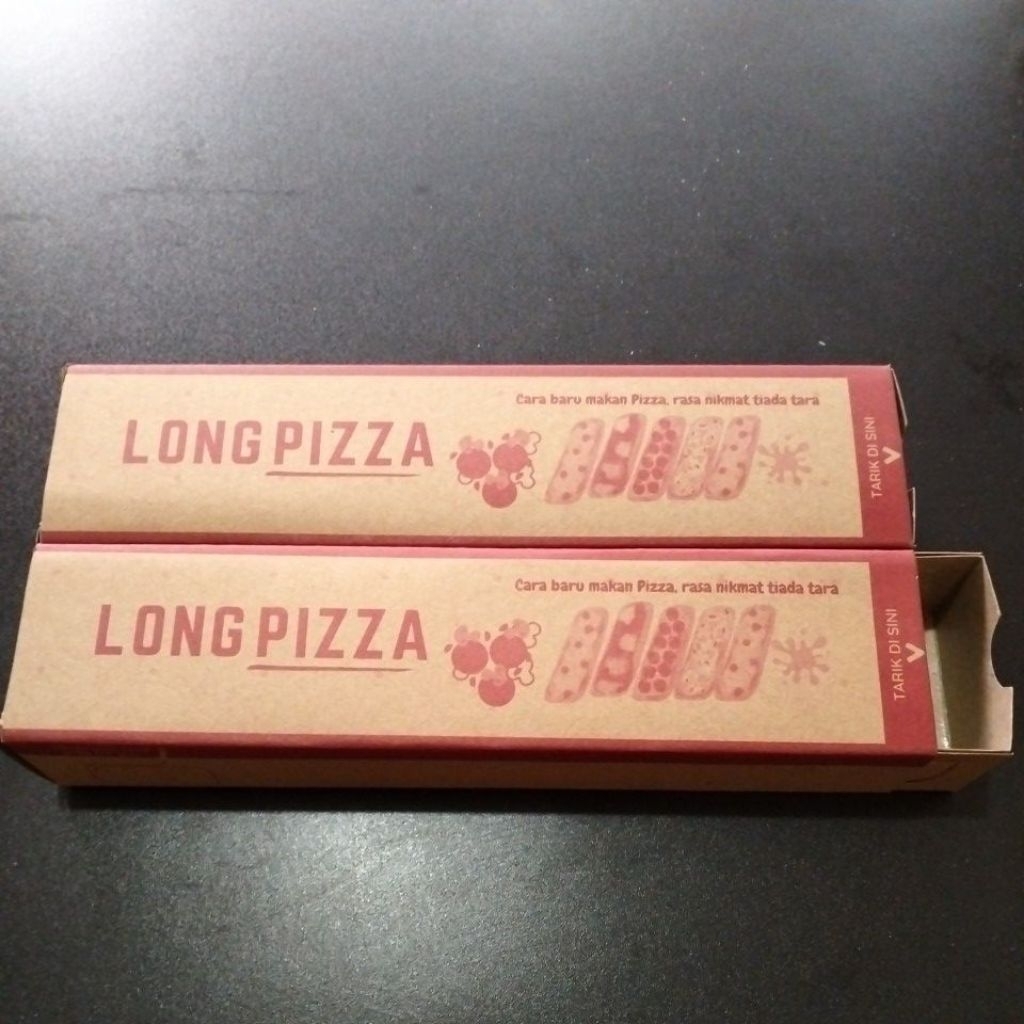 Cara baru makan Pizza, rasa nikmat tiada tara
LONG PIZZA
TARIK DI SINI
Cara baru makan Pizza, rasa nikmat tiada tara
LONG PIZZA
TARIK DI SINI